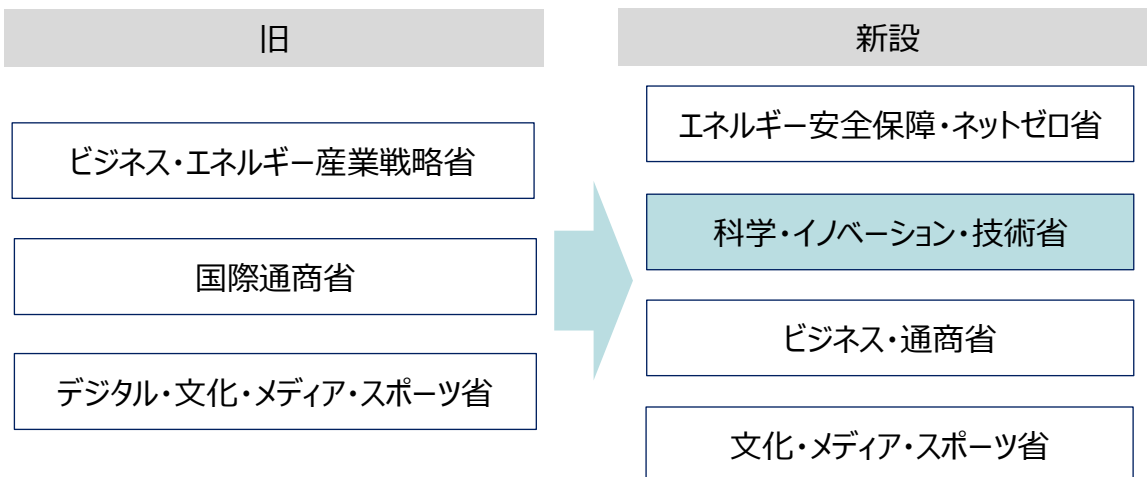 旧
ビジネス・エネルギー産業戦略省
国際通商省
デジタル・文化・メディア・スポーツ省
新設
エネルギー安全保障・ネットゼロ省
科学・イノベーション・技術省
ビジネス・通商省
文化・メディア・スポーツ省